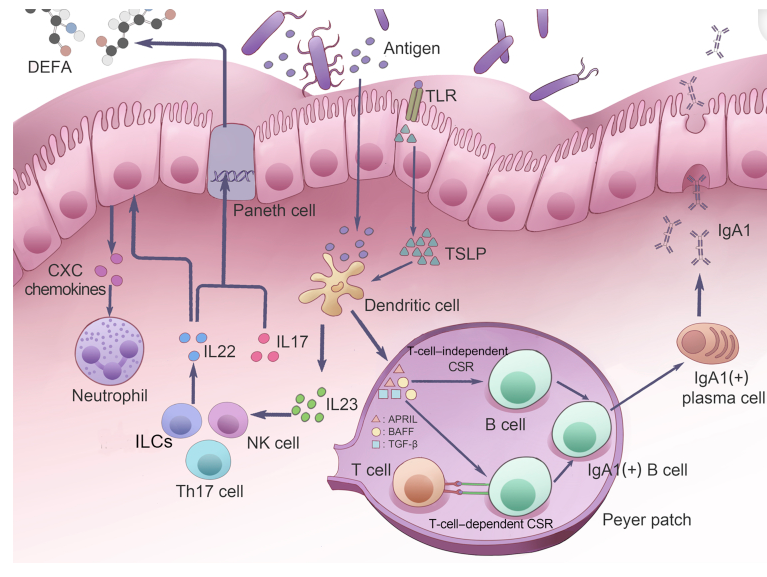 DEFA
Antigen
TLR
Paneth cell
IgA1
TSLP
CXC
chemokines
Dendritic cell
IL22
IL17
T-cell–independent
CSR
Neutrophil
IgA1(+)
plasma cell
IL23
: APRIL
: BAFF
: TGF-β
B cell
ILCs
NK cell
T cell
IgA1(+) B cell
Th17 cell
T-cell–dependent CSR
Peyer patch